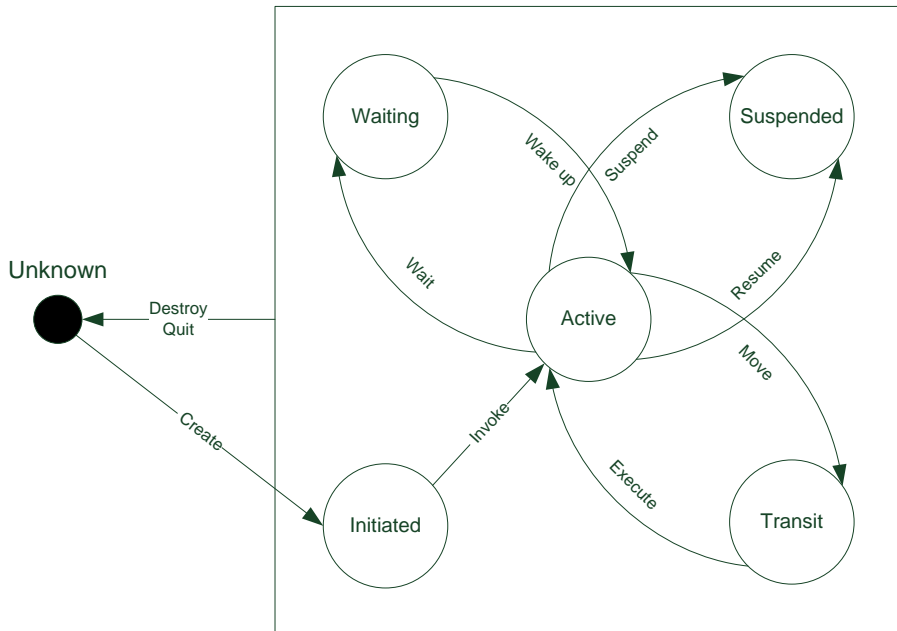 Waiting
Suspended
Wake up
Suspend
Unknown
Wait
Resume
Destroy
Quit
Active
Move
Create
Invoke
Execute
Initiated
Transit